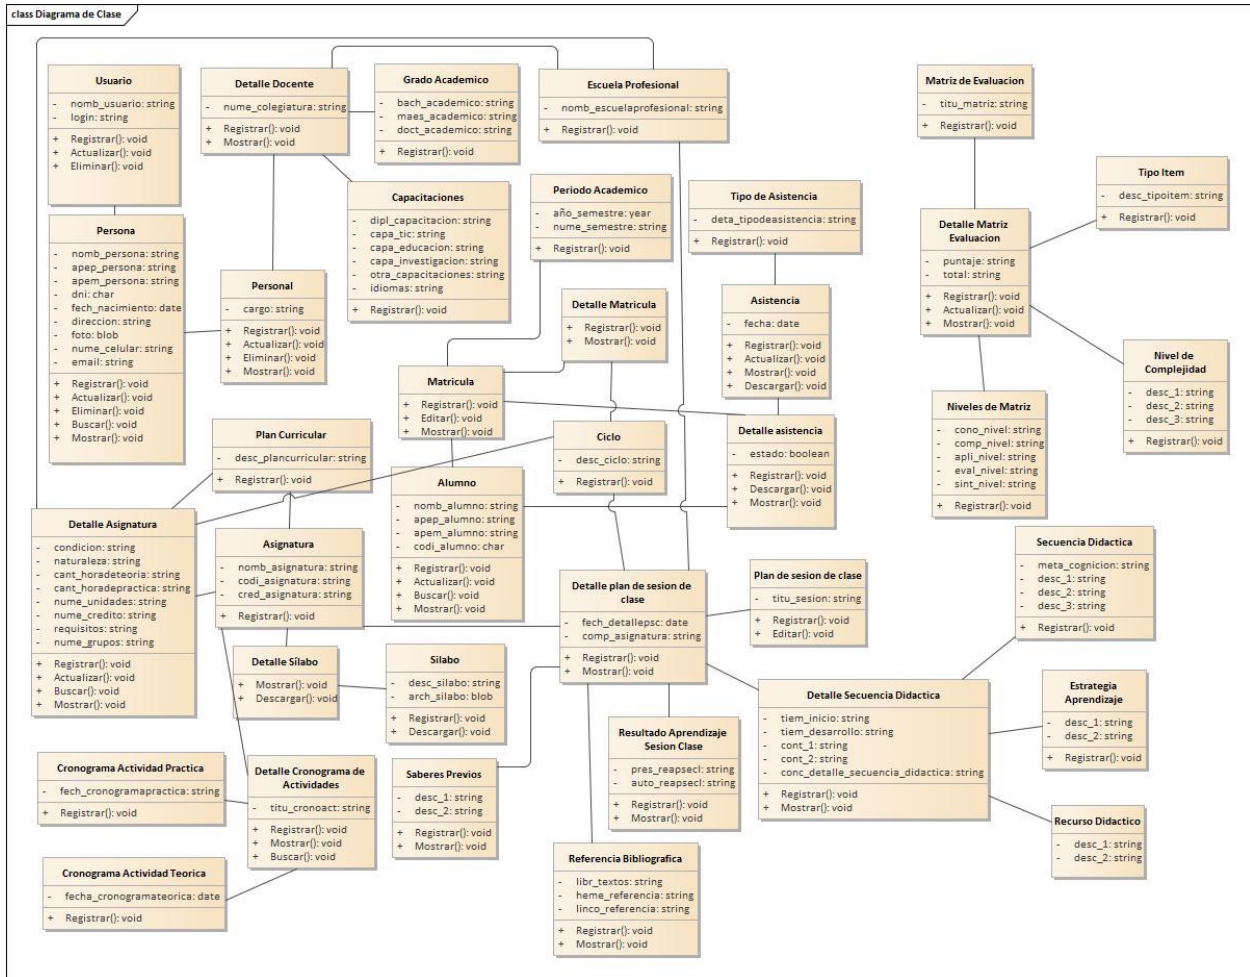 class Diagrama de Clase
Usuario
- nomb_usuario: string
- login: string
+ Registrar(): void
+ Actualizar(): void
+ Eliminar(): void
Detalle Docente
- nume_colegiatura: string
+ Registrar(): void
+ Mostrar(): void
Grado Academico
- bach_academico: string
- maes_academico: string
- doct_academico: string
+ Registrar(): void
Escuela Profesional
- nomb_escuelaprofesional: string
+ Registrar(): void
Matriz de Evaluacion
- titu_matriz: string
+ Registrar(): void
Tipo Item
- desc_tipoitem: string
+ Registrar(): void
Capacitaciones
- dipl_capacitacion: string
- capa_tic: string
- capa_educacion: string
- capa_investigacion: string
- otra_capacitaciones: string
- idiomas: string
+ Registrar(): void
Periodo Academico
- año_semestre: year
- nume_semestre: string
+ Registrar(): void
Tipo de Asistencia
- deta_tipodeasistencia: string
+ Registrar(): void
Detalle Matriz
Evaluacion
- puntaje: string
- total: string
+ Registrar(): void
+ Actualizar(): void
+ Mostrar(): void
Persona
- nomb_persona: string
- apep_persona: string
- apem_persona: string
- dni: char
- fech_nacimiento: date
- direccion: string
- foto: blob
- nume_celular: string
- email: string
+ Registrar(): void
+ Actualizar(): void
+ Eliminar(): void
+ Buscar(): void
+ Mostrar(): void
Personal
- cargo: string
+ Registrar(): void
+ Actualizar(): void
+ Eliminar(): void
+ Mostrar(): void
Detalle Matricula
+ Registrar(): void
+ Mostrar(): void
Asistencia
- fecha: date
+ Registrar(): void
+ Actualizar(): void
+ Mostrar(): void
+ Descargar(): void
Nivel de
Complejidad
- desc_1: string
- desc_2: string
- desc_3: string
+ Registrar(): void
Matricula
+ Registrar(): void
+ Editar(): void
+ Mostrar(): void
Niveles de Matriz
- cono_nivel: string
- comp_nivel: string
- apli_nivel: string
- eval_nivel: string
- sint_nivel: string
+ Registrar(): void
Plan Curricular
- desc_plancurricular: string
+ Registrar(): void
Ciclo
- desc_ciclo: string
+ Registrar(): void
Detalle asistencia
- estado: boolean
+ Registrar(): void
+ Descargar(): void
+ Mostrar(): void
Alumno
- nomb_alumno: string
- apep_alumno: string
- apem_alumno: string
- codi_alumno: char
+ Registrar(): void
+ Actualizar(): void
+ Buscar(): void
+ Mostrar(): void
Detalle Asignatura
- condicion: string
- naturaleza: string
- cant_horadeteoria: string
- cant_horadepractica: string
- nume_unidades: string
- nume_credito: string
- requisitos: string
- nume_grupos: string
+ Registrar(): void
+ Actualizar(): void
+ Buscar(): void
+ Mostrar(): void
Asignatura
- nomb_asignatura: string
- codi_asignatura: string
- cred_asignatura: string
+ Registrar(): void
Secuencia Didactica
- meta_cognicion: string
- desc_1: string
- desc_2: string
- desc_3: string
+ Registrar(): void
Detalle plan de sesion de
clase
- fech_detallepsc: date
- comp_asignatura: string
+ Registrar(): void
+ Mostrar(): void
Plan de sesion de clase
- titu_sesion: string
+ Registrar(): void
+ Editar(): void
Detalle Sílabo
+ Mostrar(): void
+ Descargar(): void
Silabo
- desc_silabo: string
- arch_silabo: blob
+ Registrar(): void
+ Descargar(): void
Detalle Secuencia Didactica
- tiem_inicio: string
- tiem_desarrollo: string
- cont_1: string
- cont_2: string
- conc_detalle_secuencia_didactica: string
+ Registrar(): void
+ Mostrar(): void
Estrategia
Aprendizaje
- desc_1: string
- desc_2: string
+ Registrar(): void
Resultado Aprendizaje
Sesion Clase
- pres_reapsecl: string
- auto_reapsecl: string
+ Registrar(): void
+ Mostrar(): void
Cronograma Actividad Practica
- fech_cronogramapractica: string
+ Registrar(): void
Detalle Cronograma de
Actividades
- titu_cronoact: string
+ Registrar(): void
+ Mostrar(): void
+ Buscar(): void
Saberes Previos
- desc_1: string
- desc_2: string
+ Registrar(): void
+ Mostrar(): void
Recurso Didactico
- desc_1: string
- desc_2: string
Cronograma Actividad Teorica
- fecha_cronogramateorica: date
+ Registrar(): void
Referencia Bibliografica
- libr_textos: string
- heme_referencia: string
- linco_referencia: string
+ Registrar(): void
+ Mostrar(): void